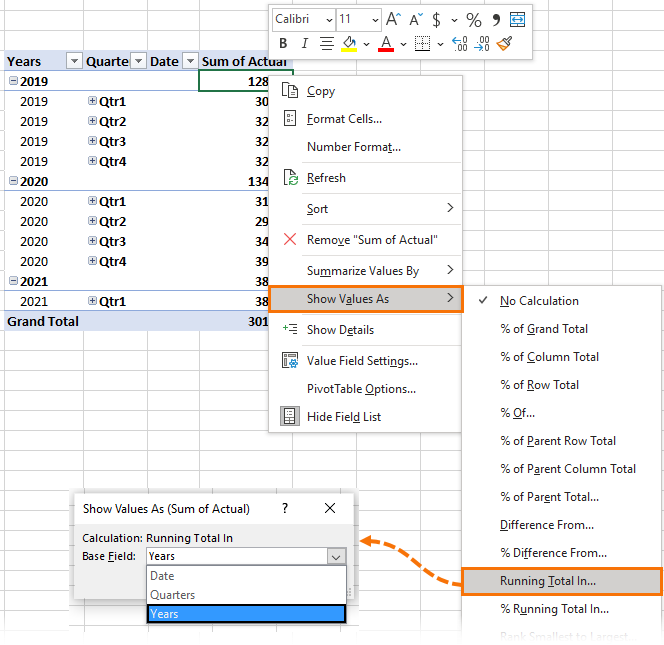 Calibri 11 A A $ % 9
B I A .00 .00
Years Quarte Date Sum of Actual
2019 128
2019 Qtr1 30
2019 Qtr2 32
2019 Qtr3 32
2019 Qtr4 32
2020 134
2020 Qtr1 31
2020 Qtr2 29
2020 Qtr3 34
2020 Qtr4 39
2021 38
2021 Qtr1 38
Grand Total 301
Copy
Format Cells...
Number Format...
Refresh
Sort
Remove "Sum of Actual"
Summarize Values By
Show Values As
Show Details
Value Field Settings...
PivotTable Options...
Hide Field List
No Calculation
% of Grand Total
% of Column Total
% of Row Total
% Of...
% of Parent Row Total
% of Parent Column Total
% of Parent Total...
Difference From...
% Difference From...
Running Total In...
% Running Total In...
Rank Smallest to Largest...
Show Values As (Sum of Actual) ?
Calculation: Running Total In
Base Field: Years
Date
Quarters
Years